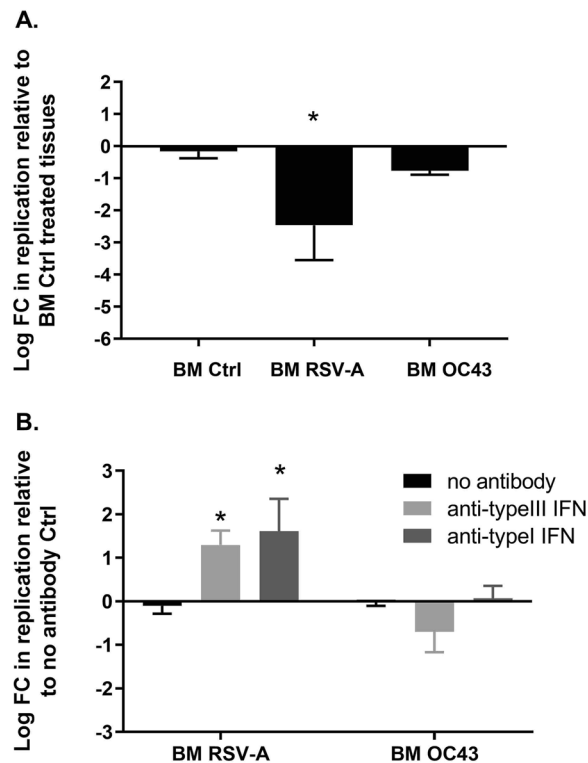 A.
Log FC in replication relative to
BM Ctrl treated tissues
2
1
0
-1
-2
-3
-4
-5
-6
*
BM Ctrl
BM RSV-A
BM OC43
B.
Log FC in replication relative
to no antibody Ctrl
3
2
1
0
-1
-2
-3
*
*
no antibody
anti-typeIII IFN
anti-typeI IFN
BM RSV-A
BM OC43